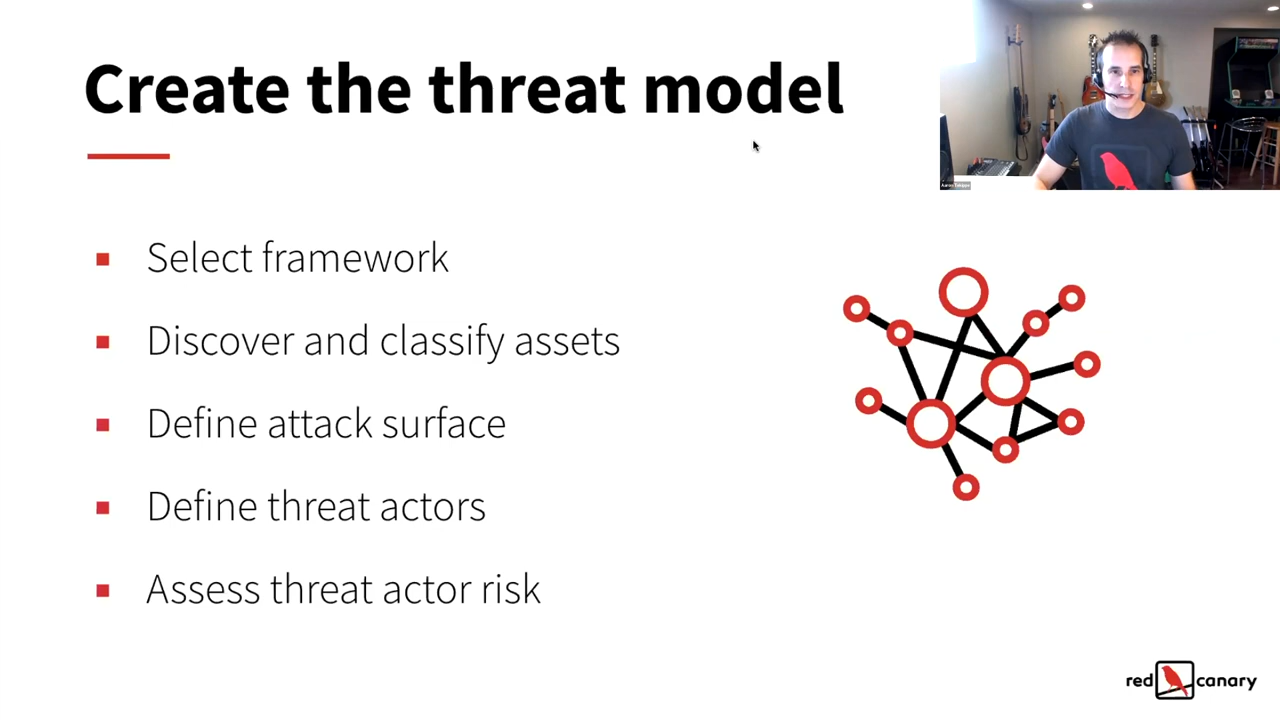 Create the threat model
Select framework
Discover and classify assets
Define attack surface
Define threat actors
Assess threat actor risk
red canary